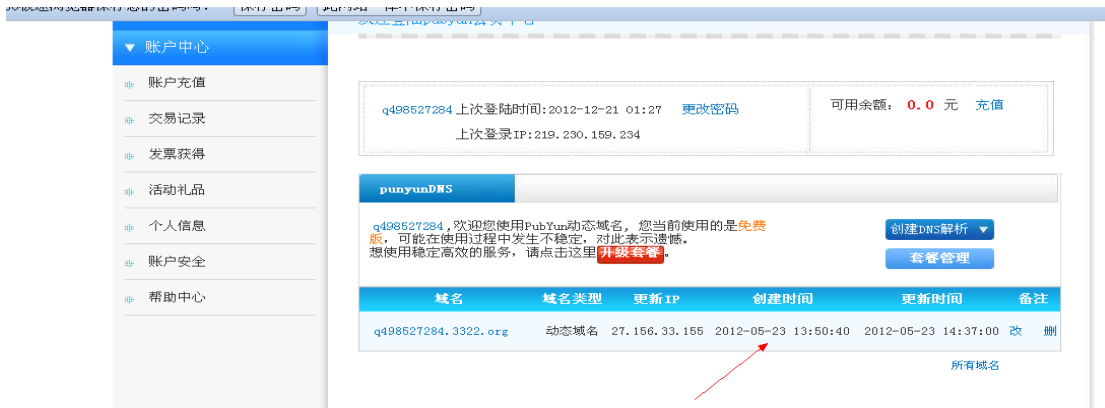 保存密码
▼ 账户中心
账户充值
交易记录
发票获得
活动礼品
个人信息
账户安全
帮助中心
q498527284 上次登陆时间:2012-12-21 01:27 更改密码
上次登录IP:219.230.159.234
可用余额: 0.0 元 充值
punyunDNS
q498527284,欢迎您使用PubYun动态域名, 您当前使用的是免费
版, 可能在使用过程中发生不稳定, 对此表示遗憾。
想使用稳定高效的服务, 请点击这里升级套餐。
创建DNS解析 ▼
套餐管理
域名 域名类型 更新IP 创建时间 更新时间 备注
q498527284.3322.org 动态域名 27.156.33.155 2012-05-23 13:50:40 2012-05-23 14:37:00 改 删
所有域名